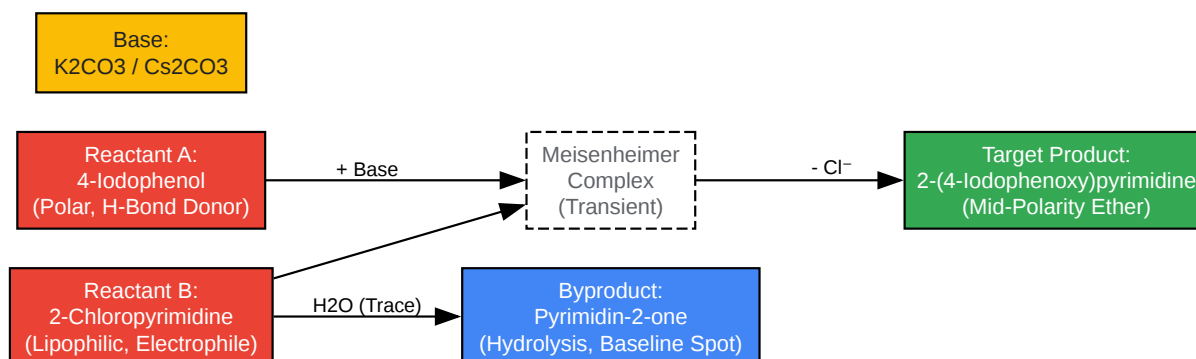 Base:
K2CO3 / Cs2CO3
Reactant A:
4-Iodophenol
(Polar, H-Bond Donor)
+ Base
Meisenheimer
Complex
(Transient)
- Cl⁻
Target Product:
2-(4-Iodophenoxy)pyrimidine
(Mid-Polarity Ether)
Reactant B:
2-Chloropyrimidine
(Lipophilic, Electrophile)
H2O (Trace)
Byproduct:
Pyrimidin-2-one
(Hydrolysis, Baseline Spot)